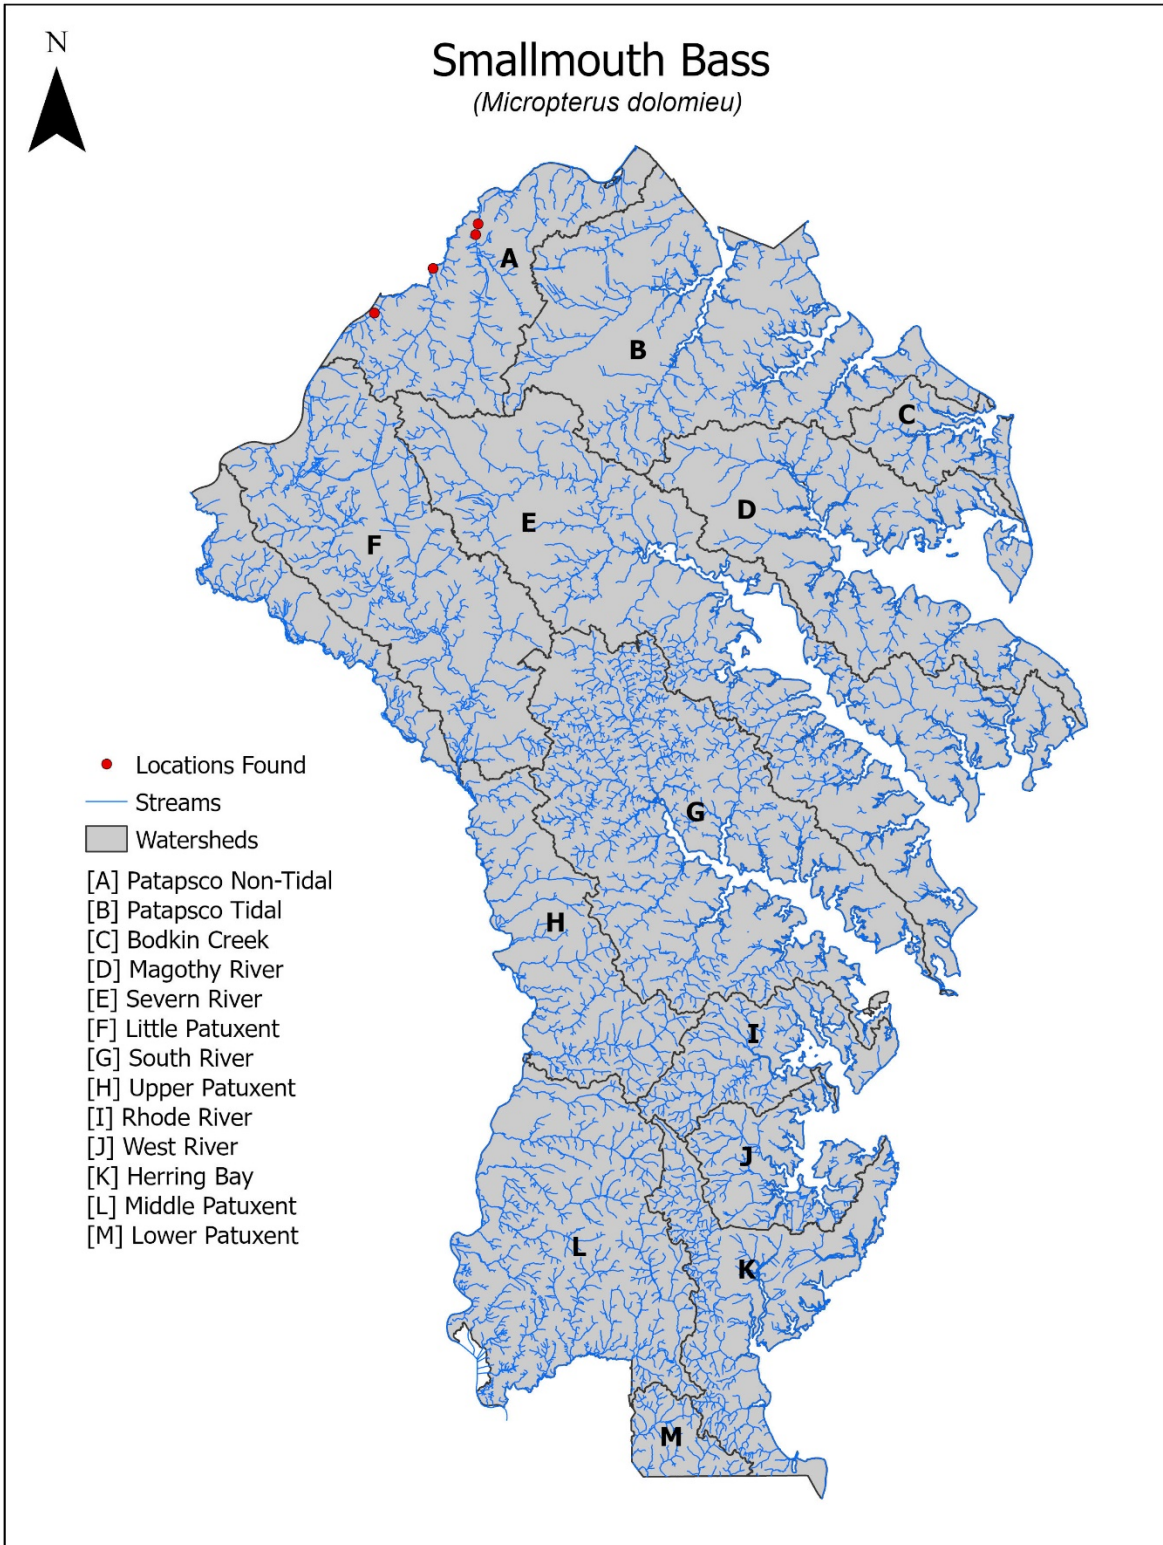 N
Smallmouth Bass
(Micropterus dolomieu)
A
B
C
D
E
F
G
H
I
J
K
L
M
Locations Found
Streams
Watersheds
[A] Patapsco Non-Tidal
[B] Patapsco Tidal
[C] Bodkin Creek
[D] Magothy River
[E] Severn River
[F] Little Patuxent
[G] South River
[H] Upper Patuxent
[I] Rhode River
[J] West River
[K] Herring Bay
[L] Middle Patuxent
[M] Lower Patuxent